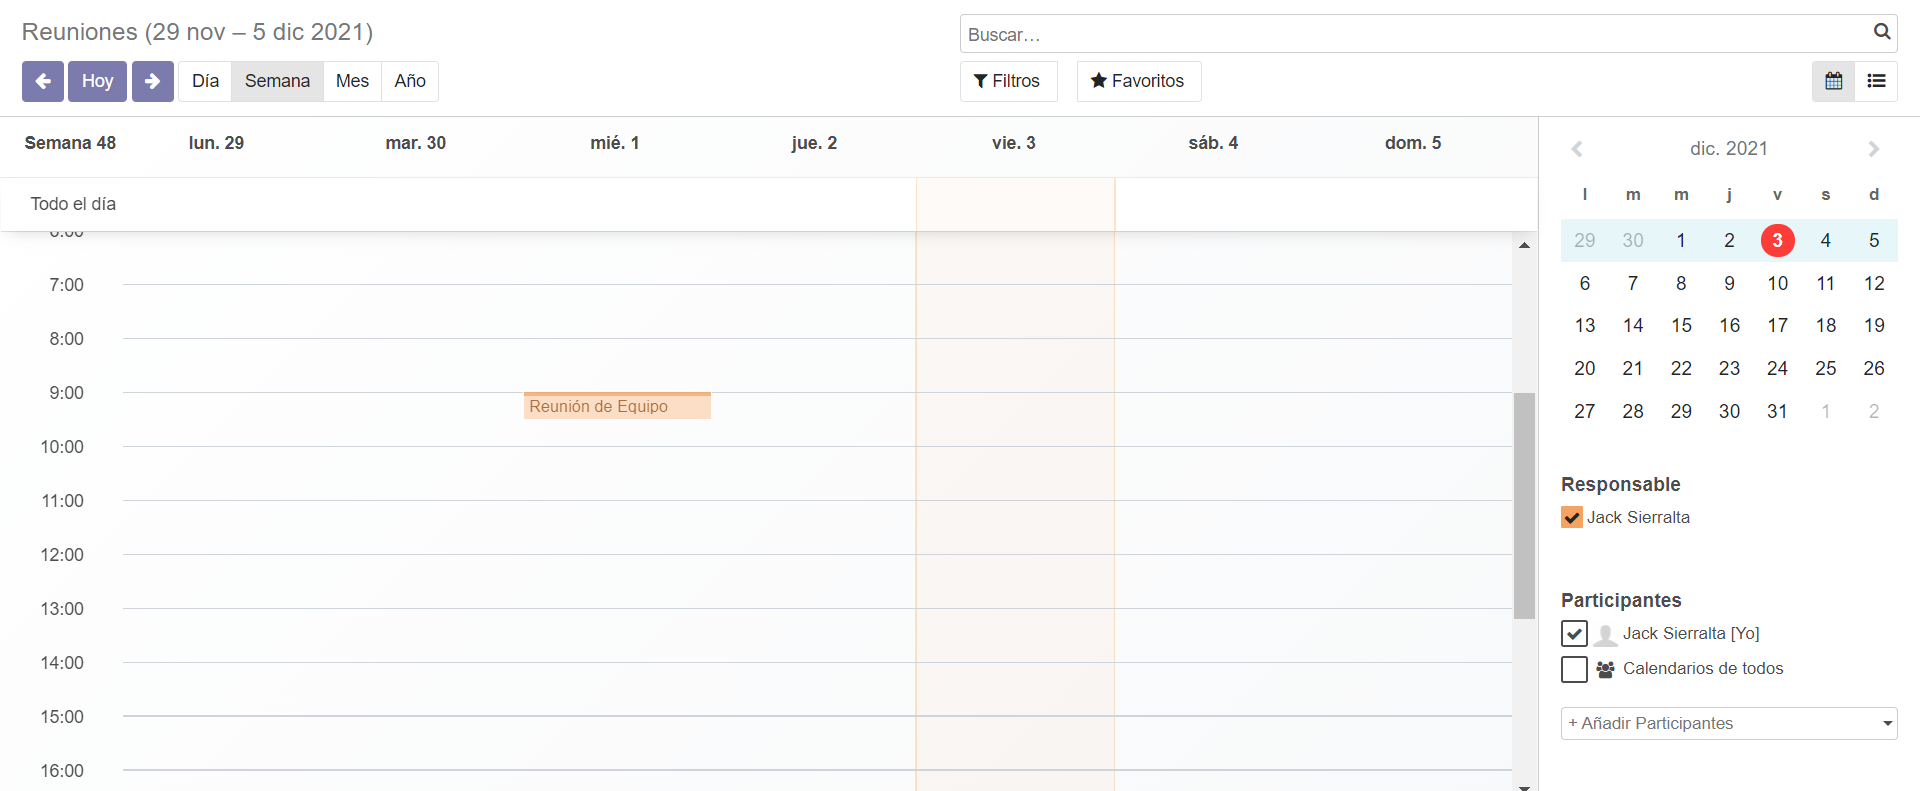 Reuniones (29 nov – 5 dic 2021)
Buscar…
Hoy Día Semana Mes Año
Filtros Favoritos
Semana 48 lun. 29 mar. 30 mié. 1 jue. 2 vie. 3 sáb. 4 dom. 5
Todo el día
7:00
8:00
9:00
Reunión de Equipo
10:00
11:00
12:00
13:00
14:00
15:00
16:00
dic. 2021
l m m j v s d
29 30 1 2 3 4 5
6 7 8 9 10 11 12
13 14 15 16 17 18 19
20 21 22 23 24 25 26
27 28 29 30 31 1 2
Responsable
Jack Sierralta
Participantes
Jack Sierralta [Yo]
Calendarios de todos
+ Añadir Participantes